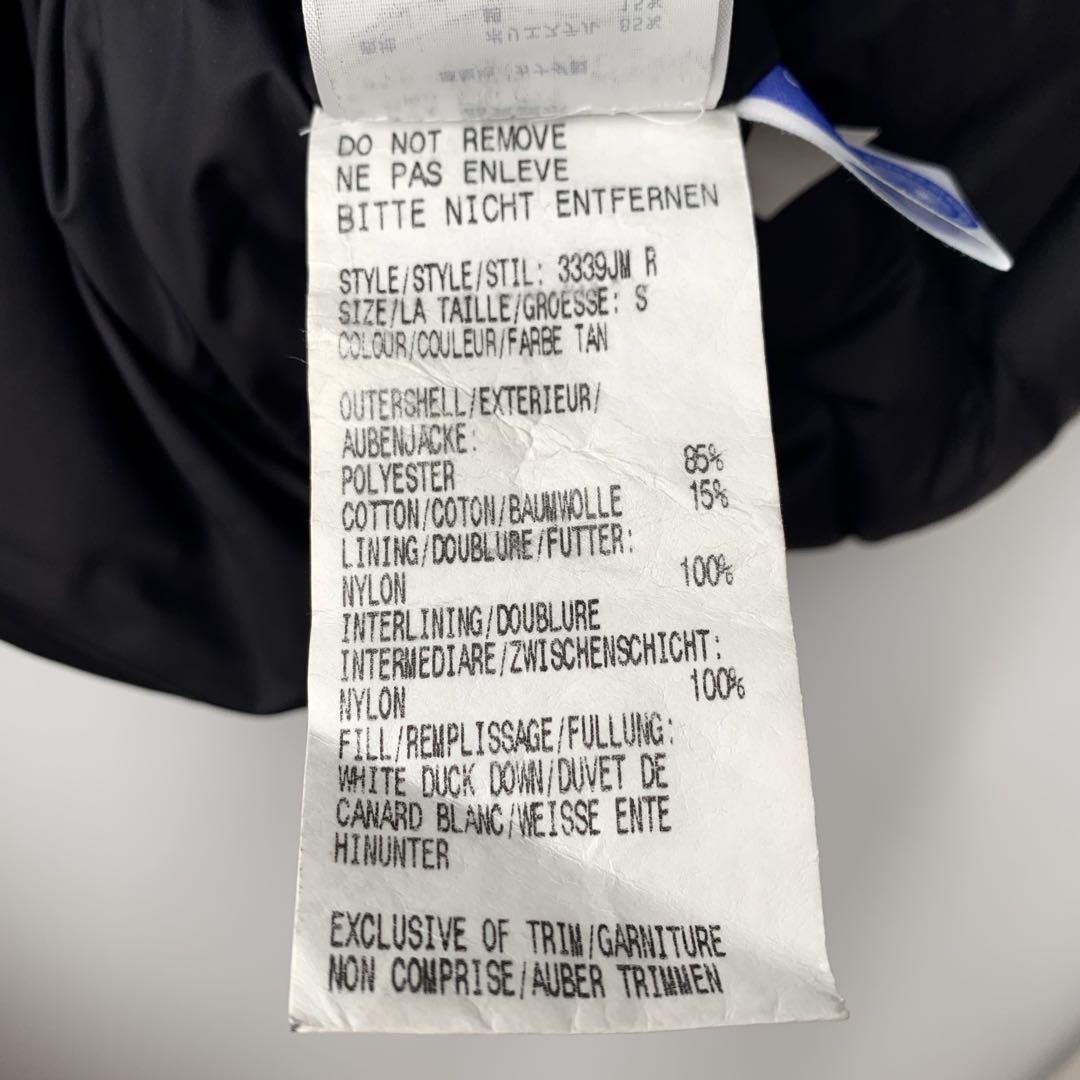 DO NOT REMOVE
NE PAS ENLEVE
BITTE NICHT ENTFERNEN
STYLE/STYLE/STIL: 3339JM R
SIZE/LA TAILLE/GROESSE: S
COLOUR/COULEUR/FARBE TAN
OUTERSHELL/EXTERIEUR/
AUBENJACKE:
POLYESTER 85%
COTTON/COTON/BAUMWOLLE 15%
LINING/DOUBLURE/FUTTER:
NYLON 100%
INTERLINING/DOUBLURE
INTERMEDIARE/ZWISCHENSCHICHT:
NYLON 100%
FILL/REMPLISSAGE/FULLUNG:
WHITE DUCK DOWN/DUVET DE
CANARD BLANC/WEISSE ENTE
HINUNTER
EXCLUSIVE OF TRIM/GARNITURE
NON COMPRISE/AUBER TRIMMEN